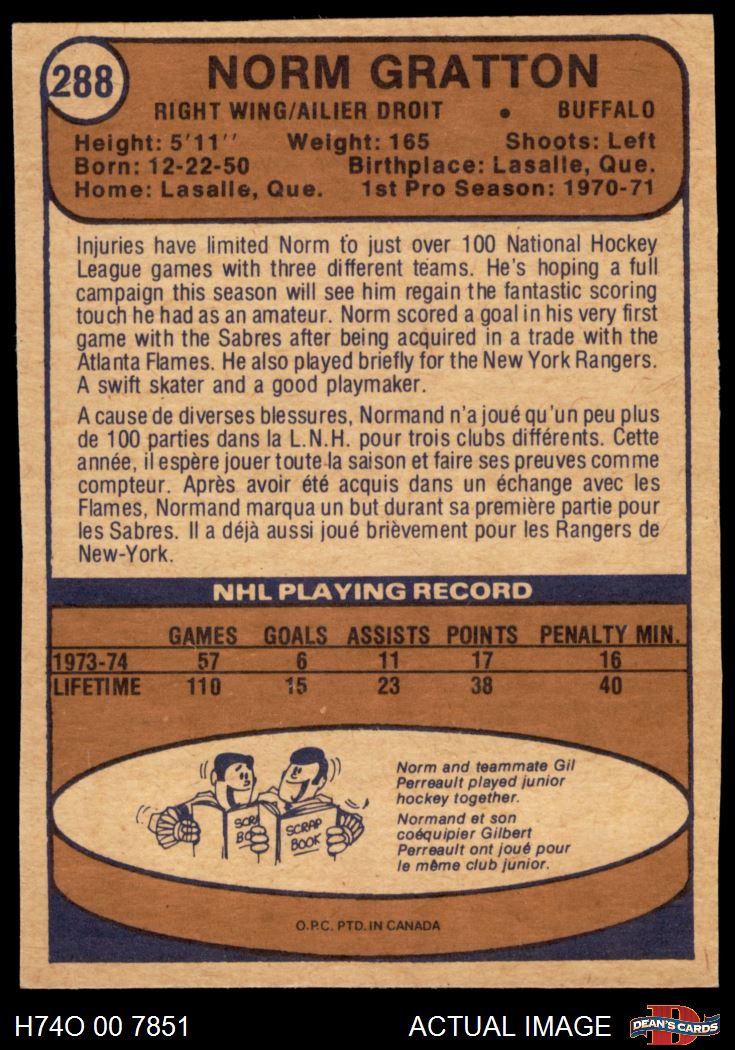 288
NORM GRATTON
RIGHT WING/AILIER DROIT • BUFFALO
Height: 5'11'' Weight: 165 Shoots: Left
Born: 12-22-50 Birthplace: Lasalle, Que.
Home: Lasalle, Que. 1st Pro Season: 1970-71
Injuries have limited Norm to just over 100 National Hockey
League games with three different teams. He's hoping a full
campaign this season will see him regain the fantastic scoring
touch he had as an amateur. Norm scored a goal in his very first
game with the Sabres after being acquired in a trade with the
Atlanta Flames. He also played briefly for the New York Rangers.
A swift skater and a good playmaker.
A cause de diverses blessures, Normand n'a joué qu'un peu plus
de 100 parties dans la L.N.H. pour trois clubs différents. Cette
année, il espère jouer toute la saison et faire ses preuves comme
compteur. Après avoir été acquis dans un échange avec les
Flames, Normand marqua un but durant sa première partie pour
les Sabres. Il a déjà aussi joué brièvement pour les Rangers de
New-York.
NHL PLAYING RECORD
GAMES GOALS ASSISTS POINTS PENALTY MIN.
1973-74 57 6 11 17 16
LIFETIME 110 15 23 38 40
SCRAP BOOK
SCRAP
BOOK
Norm and teammate Gil
Perreault played junior
hockey together.
Normand et son
coéquipier Gilbert
Perreault ont joué pour
le même club junior.
O.P.C. PTD. IN CANADA
H74O 00 7851 ACTUAL IMAGE D DEAN'S CARDS